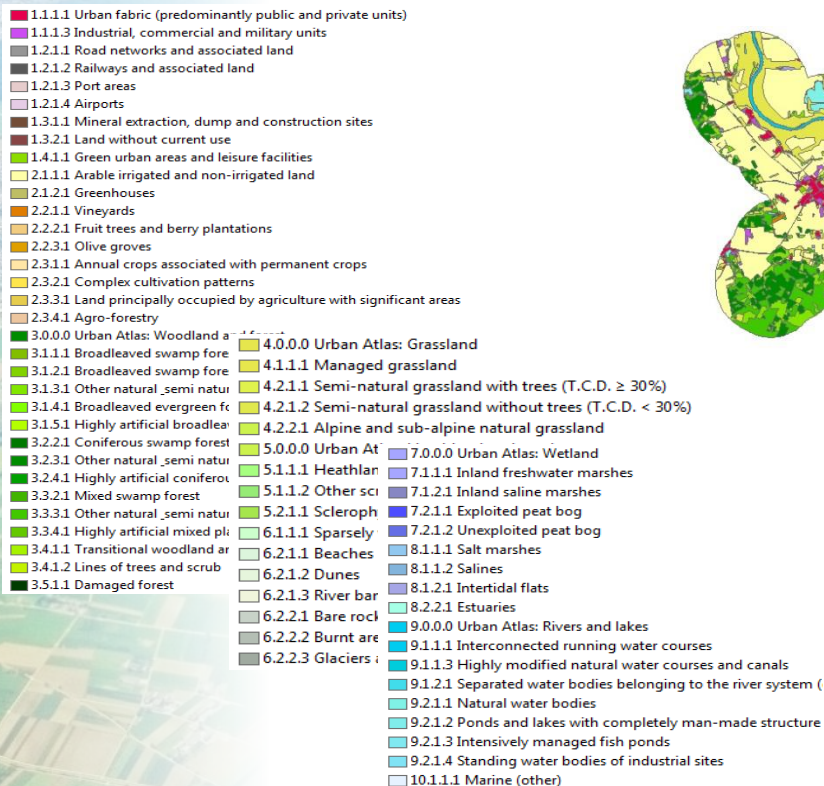 1.1.1.1 Urban fabric (predominantly public and private units)
1.1.1.3 Industrial, commercial and military units
1.2.1.1 Road networks and associated land
1.2.1.2 Railways and associated land
1.2.1.3 Port areas
1.2.1.4 Airports
1.3.1.1 Mineral extraction, dump and construction sites
1.3.2.1 Land without current use
1.4.1.1 Green urban areas and leisure facilities
2.1.1.1 Arable irrigated and non-irrigated land
2.1.2.1 Greenhouses
2.2.1.1 Vineyards
2.2.2.1 Fruit trees and berry plantations
2.2.3.1 Olive groves
2.3.1.1 Annual crops associated with permanent crops
2.3.2.1 Complex cultivation patterns
2.3.3.1 Land principally occupied by agriculture with significant areas
2.3.4.1 Agro-forestry
3.0.0.0 Urban Atlas: Woodland and forest
3.1.1.1 Broadleaved swamp fore
3.1.2.1 Broadleaved swamp fore
3.1.3.1 Other natural _semi natur
3.1.4.1 Broadleaved evergreen fo
3.1.5.1 Highly artificial broadleav
3.2.2.1 Coniferous swamp forest
3.2.3.1 Other natural _semi natur
3.2.4.1 Highly artificial coniferou
3.3.2.1 Mixed swamp forest
3.3.3.1 Other natural _semi natur
3.3.4.1 Highly artificial mixed pla
3.4.1.1 Transitional woodland an
3.4.1.2 Lines of trees and scrub
3.5.1.1 Damaged forest
4.0.0.0 Urban Atlas: Grassland
4.1.1.1 Managed grassland
4.2.1.1 Semi-natural grassland with trees (T.C.D. ≥ 30%)
4.2.1.2 Semi-natural grassland without trees (T.C.D. < 30%)
4.2.2.1 Alpine and sub-alpine natural grassland
5.0.0.0 Urban At
5.1.1.1 Heathlan
5.1.1.2 Other scr
5.2.1.1 Sclerophy
6.1.1.1 Sparsely
6.2.1.1 Beaches
6.2.1.2 Dunes
6.2.1.3 River ban
6.2.2.1 Bare rock
6.2.2.2 Burnt are
6.2.2.3 Glaciers a
7.0.0.0 Urban Atlas: Wetland
7.1.1.1 Inland freshwater marshes
7.1.2.1 Inland saline marshes
7.2.1.1 Exploited peat bog
7.2.1.2 Unexploited peat bog
8.1.1.1 Salt marshes
8.1.1.2 Salines
8.1.2.1 Intertidal flats
8.2.2.1 Estuaries
9.0.0.0 Urban Atlas: Rivers and lakes
9.1.1.1 Interconnected running water courses
9.1.1.3 Highly modified natural water courses and canals
9.1.2.1 Separated water bodies belonging to the river system (
9.2.1.1 Natural water bodies
9.2.1.2 Ponds and lakes with completely man-made structure
9.2.1.3 Intensively managed fish ponds
9.2.1.4 Standing water bodies of industrial sites
10.1.1.1 Marine (other)